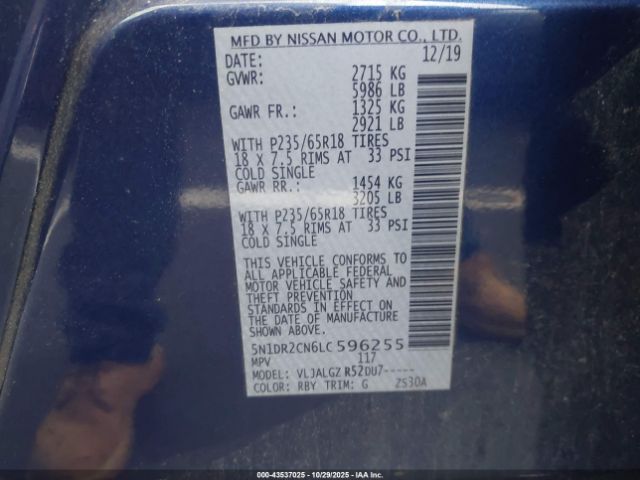 MFD BY NISSAN MOTOR CO., LTD.
DATE: 12/19
GVWR: 2715 KG
5986 LB
GAWR FR.: 1325 KG
2921 LB
WITH P235/65R18 TIRES
18 X 7.5 RIMS AT 33 PSI
COLD SINGLE
GAWR RR.: 1454 KG
3205 LB
WITH P235/65R18 TIRES
18 X 7.5 RIMS AT 33 PSI
COLD SINGLE
THIS VEHICLE CONFORMS TO
ALL APPLICABLE FEDERAL
MOTOR VEHICLE SAFETY AND
THEFT PREVENTION
STANDARDS IN EFFECT ON
THE DATE OF MANUFACTURE
SHOWN ABOVE.
5N1DR2CN6LC596255
MPV 117
MODEL: VLJALGZ R52DU7-----
COLOR: RBY TRIM: G ZS30A
00-43537025 | 10/29/2025 | IAA Inc.